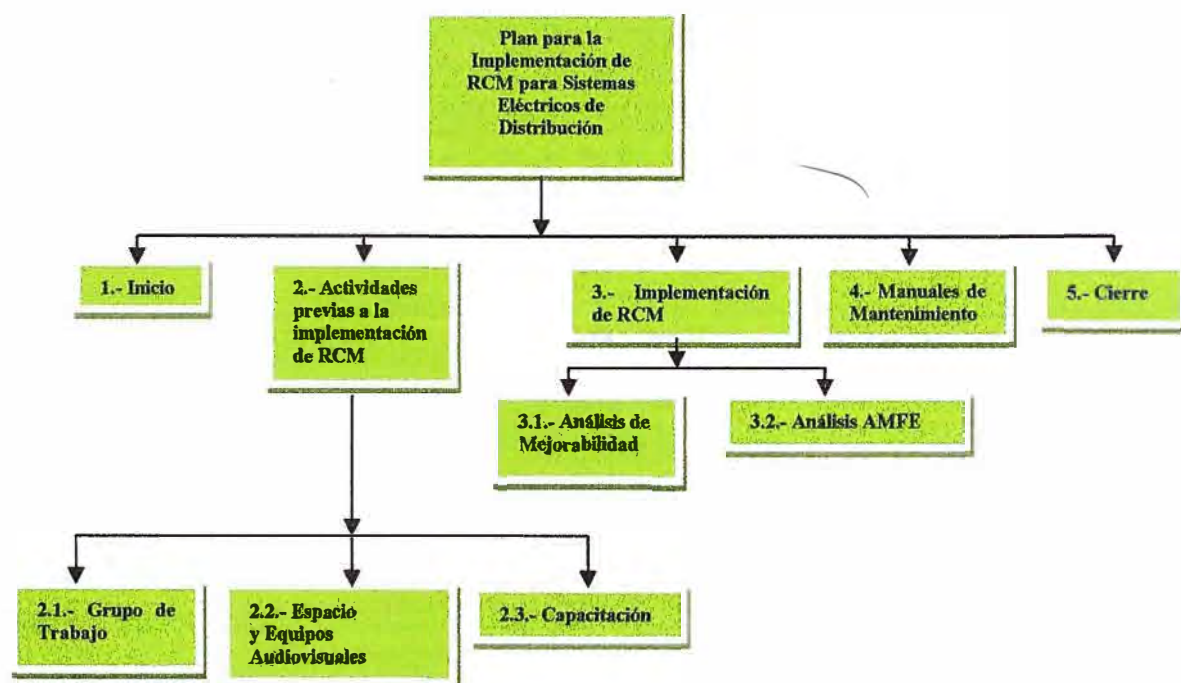 Plan para la
Implementación de
RCM para Sistemas
Eléctricos de
Distribución
1.- Inicio
2.- Actividades
previas a la
implementación
de RCM
3.- Implementación
de RCM
4.- Manuales de
Mantenimiento
5.- Cierre
3.1.- Análisis de
Mejorabilidad
3.2.- Análisis AMFE
2.1.- Grupo de
Trabajo
2.2.- Espacio
y Equipos
Audiovisuales
2.3.- Capacitación